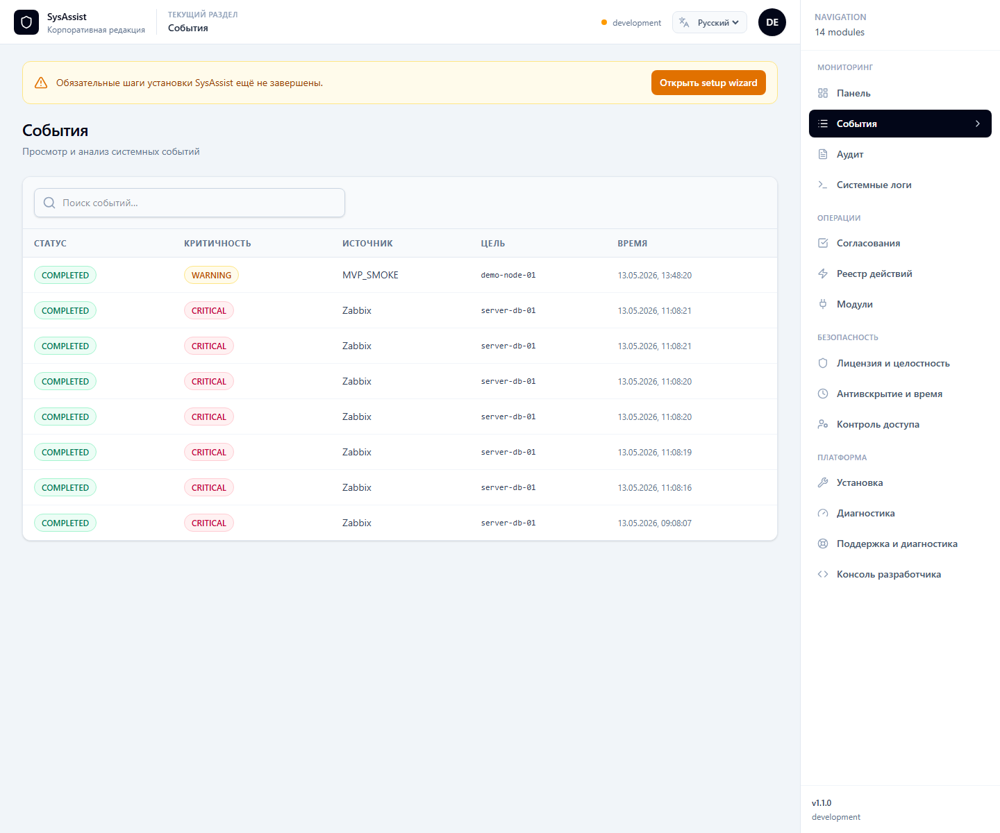 SysAssist
Корпоративная редакция
ТЕКУЩИЙ РАЗДЕЛ
События
development
Русский
DE
Обязательные шаги установки SysAssist ещё не завершены.
Открыть setup wizard
События
Просмотр и анализ системных событий
Поиск событий...
СТАТУС КРИТИЧНОСТЬ ИСТОЧНИК ЦЕЛЬ ВРЕМЯ
COMPLETED WARNING MVP_SMOKE demo-node-01 13.05.2026, 13:48:20
COMPLETED CRITICAL Zabbix server-db-01 13.05.2026, 11:08:21
COMPLETED CRITICAL Zabbix server-db-01 13.05.2026, 11:08:21
COMPLETED CRITICAL Zabbix server-db-01 13.05.2026, 11:08:20
COMPLETED CRITICAL Zabbix server-db-01 13.05.2026, 11:08:20
COMPLETED CRITICAL Zabbix server-db-01 13.05.2026, 11:08:19
COMPLETED CRITICAL Zabbix server-db-01 13.05.2026, 11:08:16
COMPLETED CRITICAL Zabbix server-db-01 13.05.2026, 09:08:07
NAVIGATION
14 modules
МОНИТОРИНГ
Панель
События
Аудит
Системные логи
ОПЕРАЦИИ
Согласования
Реестр действий
Модули
БЕЗОПАСНОСТЬ
Лицензия и целостность
Антивскрытие и время
Контроль доступа
ПЛАТФОРМА
Установка
Диагностика
Поддержка и диагностика
Консоль разработчика
v1.1.0
development